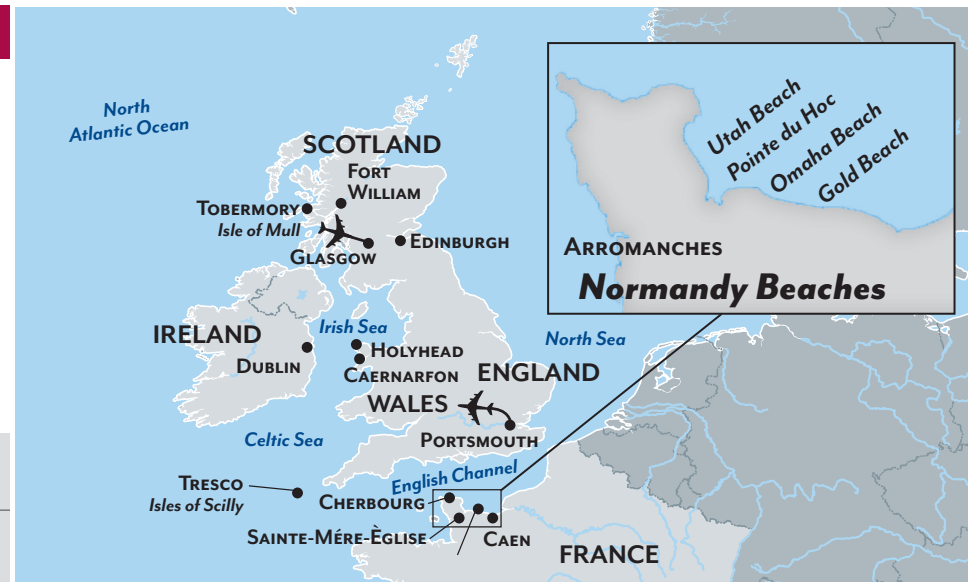 North
Atlantic Ocean
SCOTLAND
FORT
WILLIAM
TOBERMORY
Isle of Mull
GLASGOW
EDINBURGH
IRELAND
Irish Sea
DUBLIN
HOLYHEAD
CAERNARFON
ENGLAND
WALES
North Sea
Celtic Sea
PORTSMOUTH
English Channel
TRESCO
Isles of Scilly
CHERBOURG
SAINTE-MÉRE-ÈGLISE
CAEN
FRANCE
Utah Beach
Pointe du Hoc
Omaha Beach
Gold Beach
ARROMANCHES
Normandy Beaches